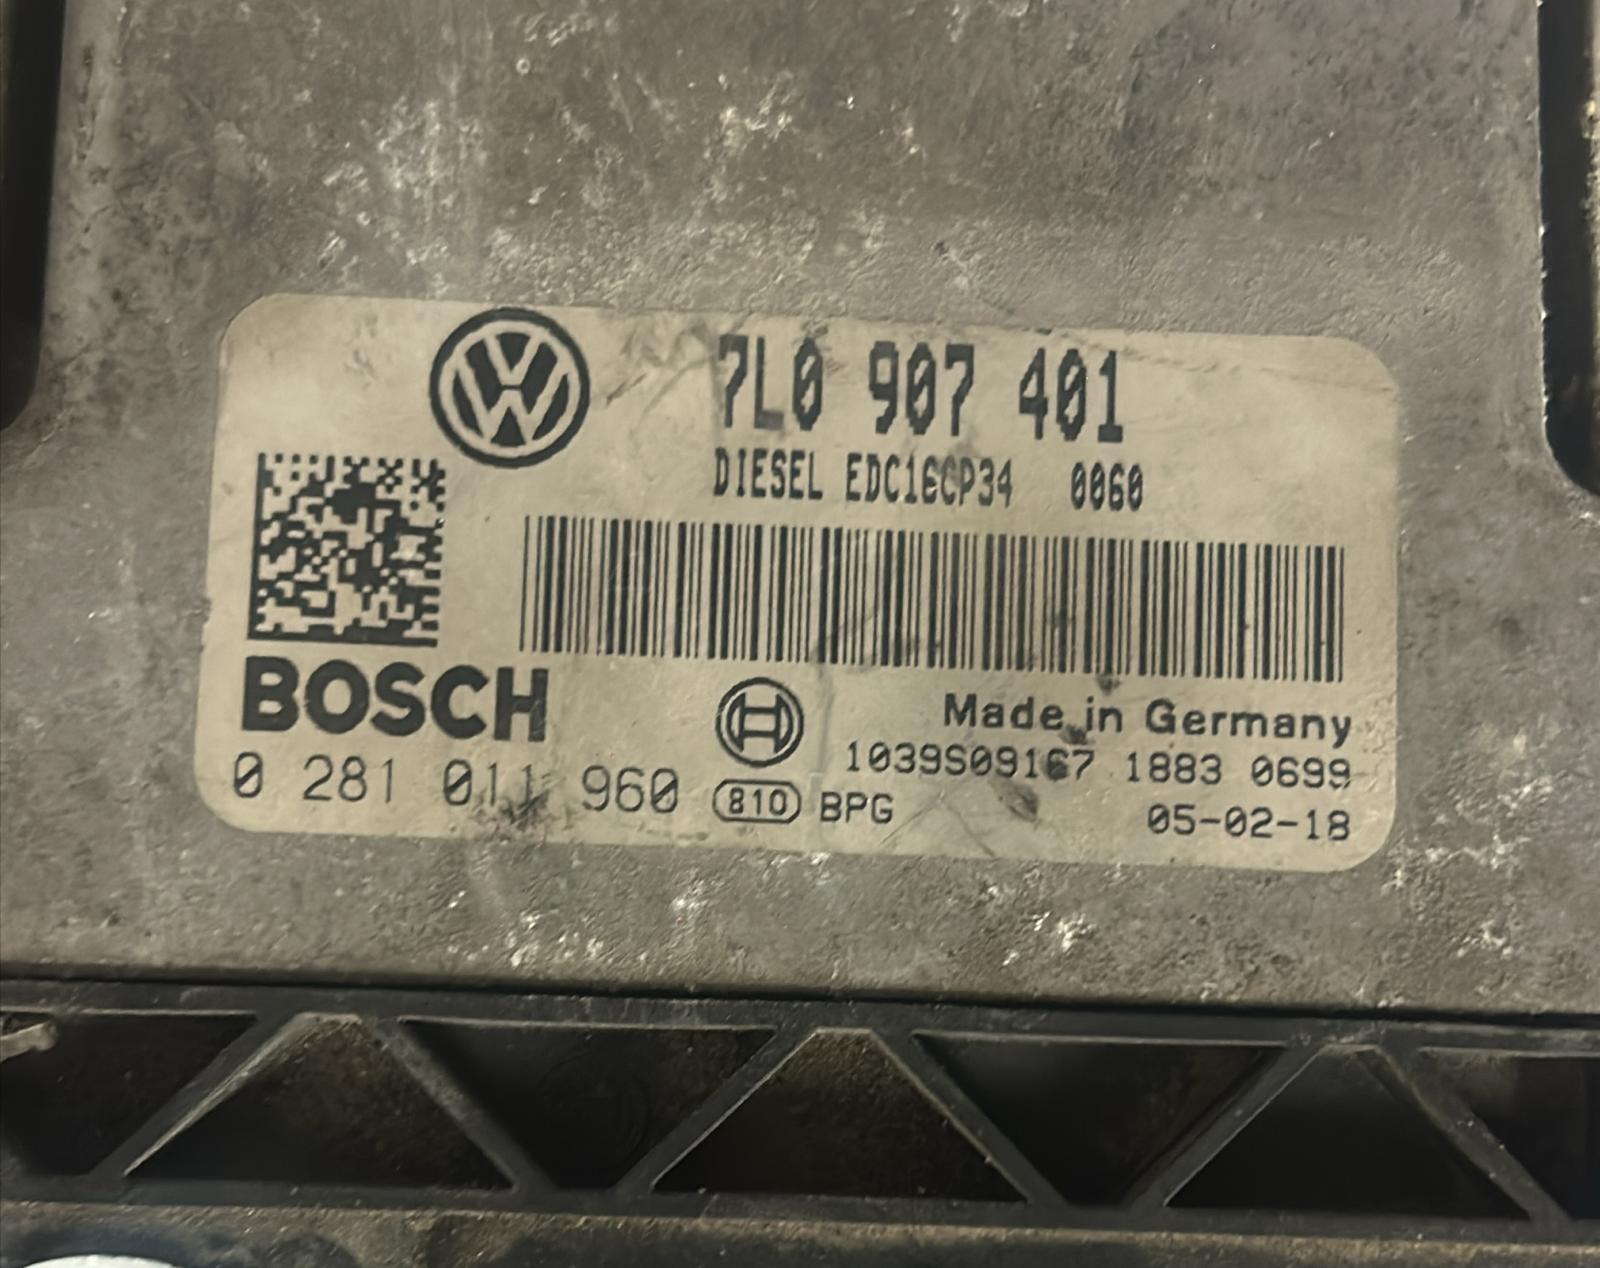 7L0 907 401
DIESEL EDC16CP34 0060
BOSCH
Made in Germany
1039S09167 1883 0699
0 281 011 960
810 BPG
05-02-18